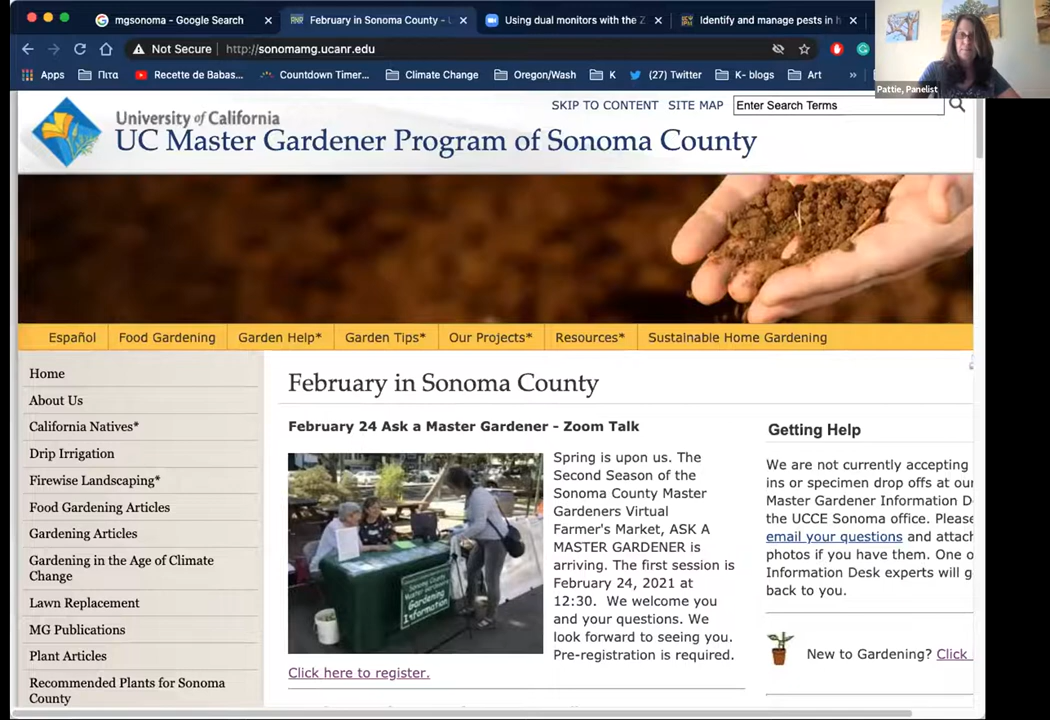 mgsonoma - Google Search
February in Sonoma County -
Using dual monitors with the Z
Identify and manage pests in h
Not Secure | http://sonomamg.ucanr.edu
Apps
Πιτα
Recette de Babas...
Countdown Timer...
Climate Change
Oregon/Wash
K
(27) Twitter
K- blogs
Art
»
Pattie, Panelist
SKIP TO CONTENT SITE MAP
Enter Search Terms
University of California
UC Master Gardener Program of Sonoma County
Español
Food Gardening
Garden Help*
Garden Tips*
Our Projects*
Resources*
Sustainable Home Gardening
Home
About Us
California Natives*
Drip Irrigation
Firewise Landscaping*
Food Gardening Articles
Gardening Articles
Gardening in the Age of Climate
Change
Lawn Replacement
MG Publications
Plant Articles
Recommended Plants for Sonoma
County
February in Sonoma County
February 24 Ask a Master Gardener - Zoom Talk
Sonoma County
Master Gardeners
Gardening
Information
Spring is upon us. The
Second Season of the
Sonoma County Master
Gardeners Virtual
Farmer's Market, ASK A
MASTER GARDENER is
arriving. The first session is
February 24, 2021 at
12:30. We welcome you
and your questions. We
look forward to seeing you.
Pre-registration is required.
Click here to register.
Getting Help
We are not currently accepting
ins or specimen drop offs at our
Master Gardener Information D
the UCCE Sonoma office. Please
email your questions and attach
photos if you have them. One o
Information Desk experts will g
back to you.
New to Gardening? Click